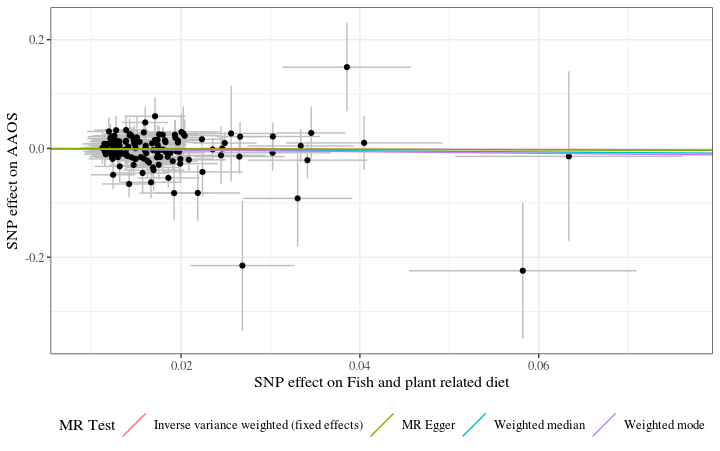 SNP effect on AAOS
0.2
0.0
-0.2
0.02 0.04 0.06
SNP effect on Fish and plant related diet
MR Test Inverse variance weighted (fixed effects) MR Egger Weighted median Weighted mode